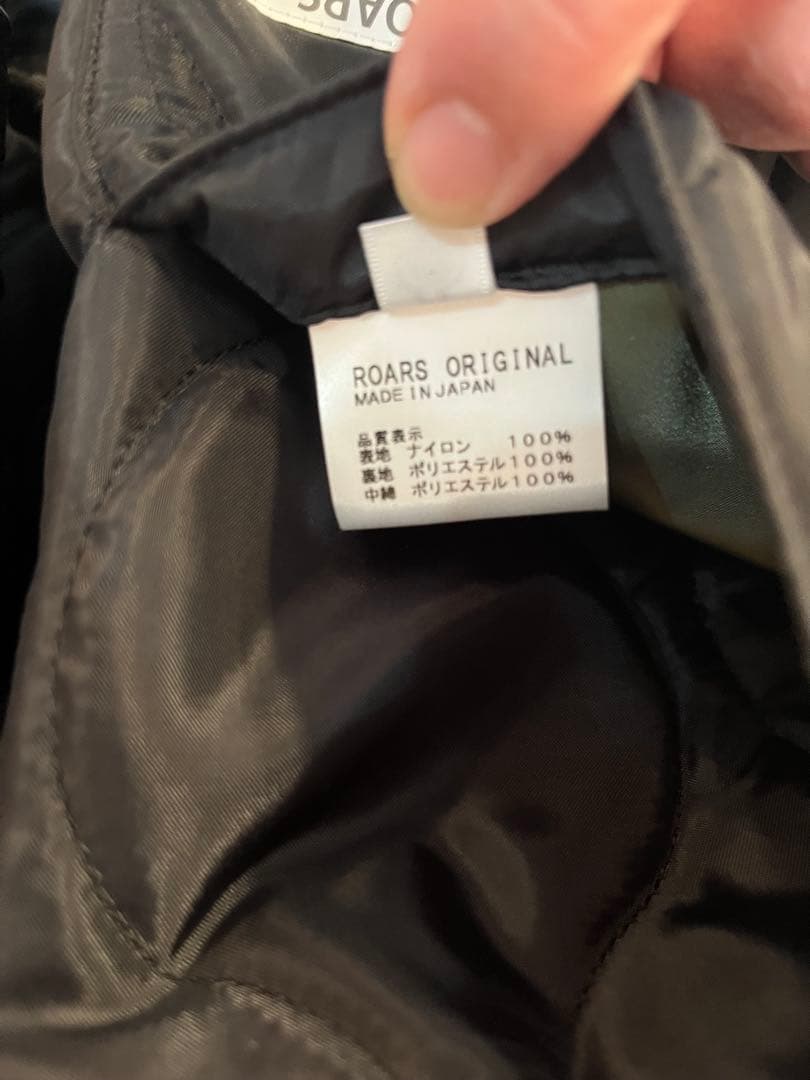 ROARS
ROARS ORIGINAL
MADE IN JAPAN
品質表示
表地 ナイロン 100%
裏地 ポリエステル100%
中綿 ポリエステル100%